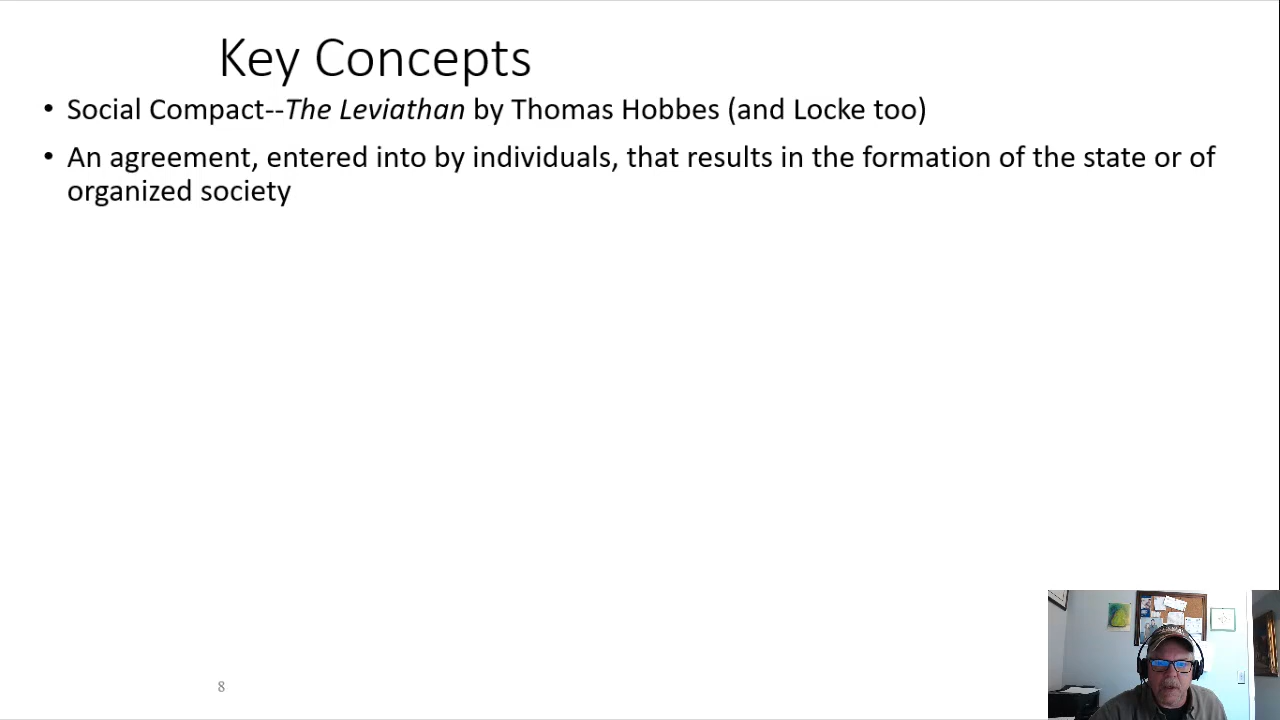 Key Concepts
• Social Compact--The Leviathan by Thomas Hobbes (and Locke too)
• An agreement, entered into by individuals, that results in the formation of the state or of
organized society
8